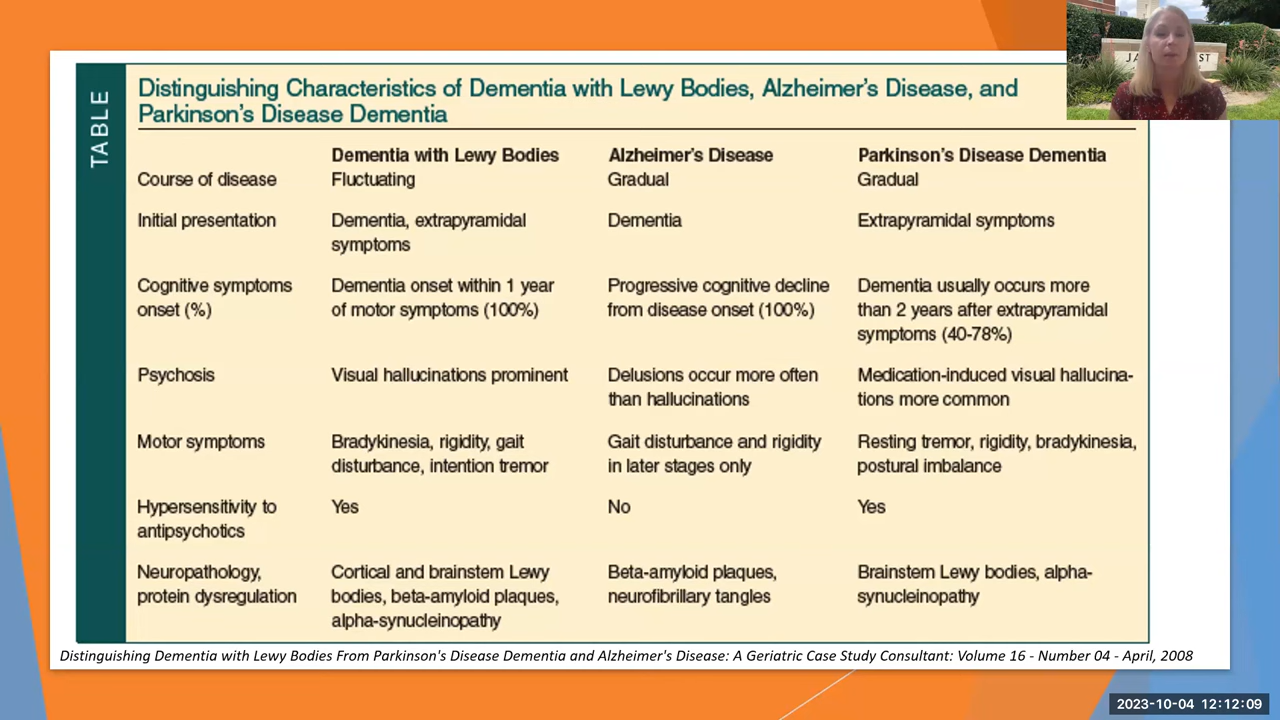 TABLE
Distinguishing Characteristics of Dementia with Lewy Bodies, Alzheimer's Disease, and
Parkinson's Disease Dementia
Dementia with Lewy Bodies Alzheimer's Disease Parkinson's Disease Dementia
Course of disease Fluctuating Gradual Gradual
Initial presentation Dementia, extrapyramidal Dementia Extrapyramidal symptoms
symptoms
Cognitive symptoms Dementia onset within 1 year Progressive cognitive decline Dementia usually occurs more
onset (%) of motor symptoms (100%) from disease onset (100%) than 2 years after extrapyramidal
symptoms (40-78%)
Psychosis Visual hallucinations prominent Delusions occur more often Medication-induced visual hallucina-
than hallucinations tions more common
Motor symptoms Bradykinesia, rigidity, gait Gait disturbance and rigidity Resting tremor, rigidity, bradykinesia,
disturbance, intention tremor in later stages only postural imbalance
Hypersensitivity to Yes No Yes
antipsychotics
Neuropathology, Cortical and brainstem Lewy Beta-amyloid plaques, Brainstem Lewy bodies, alpha-
protein dysregulation bodies, beta-amyloid plaques, neurofibrillary tangles synucleinopathy
alpha-synucleinopathy
Distinguishing Dementia with Lewy Bodies From Parkinson's Disease Dementia and Alzheimer's Disease: A Geriatric Case Study Consultant: Volume 16 - Number 04 - April, 2008
2023-10-04 12:12:09